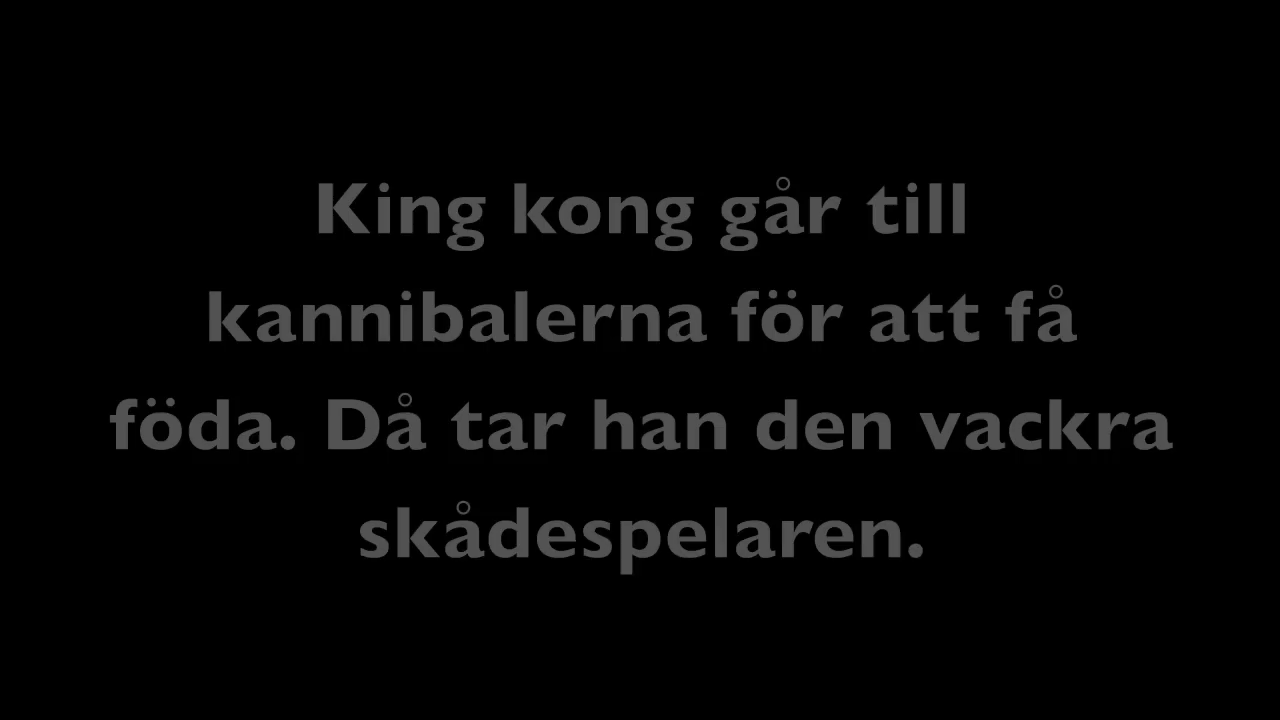 King kong går till
kannibalerna för att få
föda. Då tar han den vackra
skådespelaren.